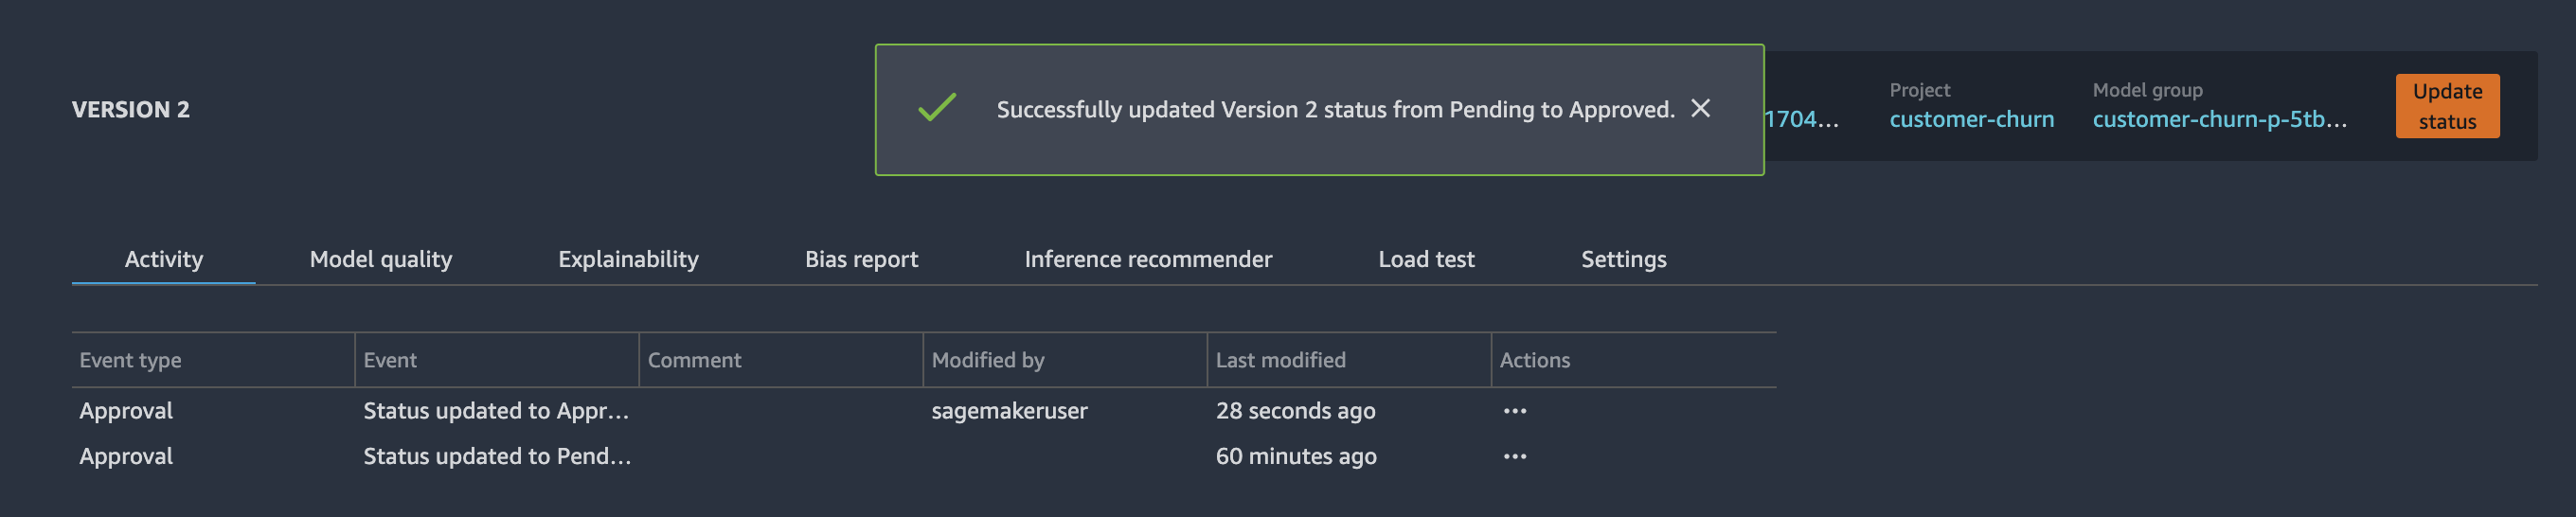 VERSION 2
Successfully updated Version 2 status from Pending to Approved.
1704...
Project
customer-churn
Model group
customer-churn-p-5tb...
Update
status
Activity Model quality Explainability Bias report Inference recommender Load test Settings
Event type Event Comment Modified by Last modified Actions
Approval Status updated to Appr... sagemakeruser 28 seconds ago ...
Approval Status updated to Pend... 60 minutes ago ...